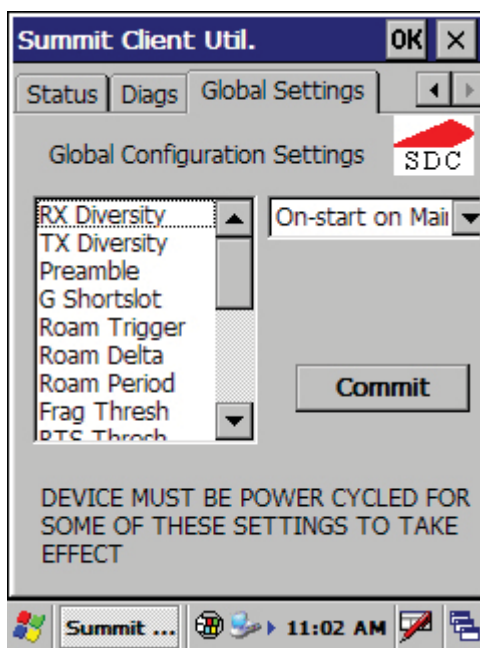 Summit Client Util. OK ×
Status Diags Global Settings
Global Configuration Settings SDC
RX Diversity
TX Diversity
Preamble
G Shortslot
Roam Trigger
Roam Delta
Roam Period
Frag Thresh
RTS Thresh
On-start on Mai
Commit
DEVICE MUST BE POWER CYCLED FOR
SOME OF THESE SETTINGS TO TAKE
EFFECT
Summit ... 11:02 AM